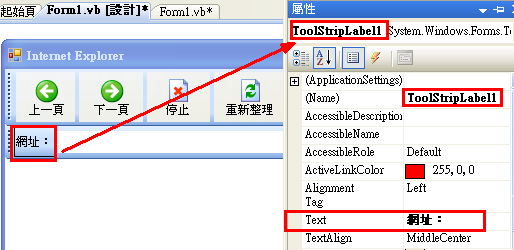 起始頁 Form1.vb [設計]* Form1.vb*
Internet Explorer
上一頁 下一頁 停止 重新整理
網址：
屬性
ToolStripLabel1 System.Windows.Forms.T
(ApplicationSettings)
(Name) ToolStripLabel1
AccessibleDescription
AccessibleName
AccessibleRole Default
ActiveLinkColor 255, 0, 0
Alignment Left
Tag
Text 網址：
TextAlign MiddleCenter